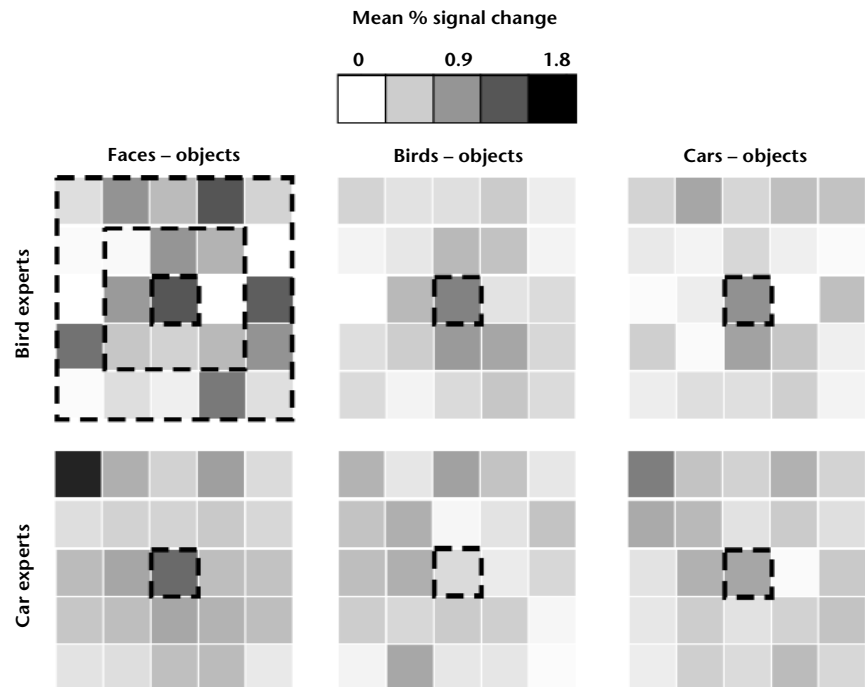 Mean % signal change
0 0.9 1.8
Faces – objects Birds – objects Cars – objects
Bird experts
Car experts